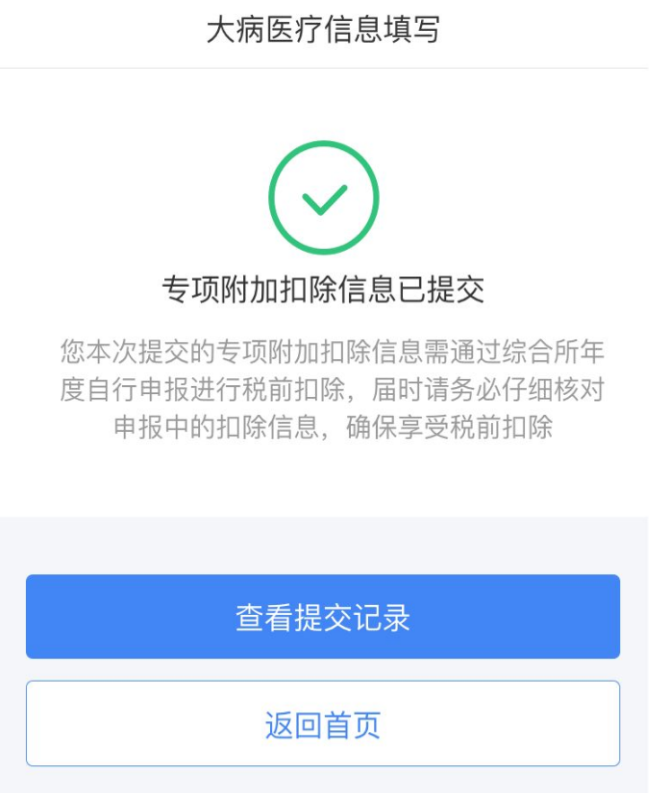 大病医疗信息填写
专项附加扣除信息已提交
您本次提交的专项附加扣除信息需通过综合所年
度自行申报进行税前扣除，届时请务必仔细核对
申报中的扣除信息，确保享受税前扣除
查看提交记录
返回首页